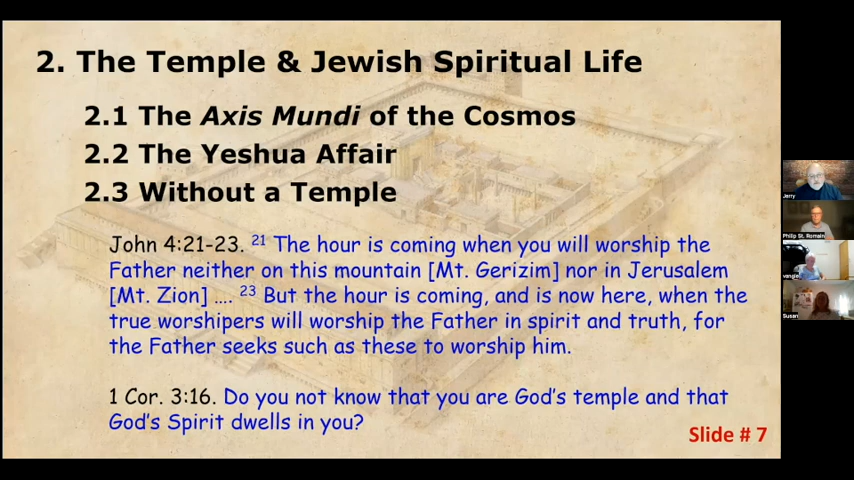 2. The Temple & Jewish Spiritual Life
2.1 The Axis Mundi of the Cosmos
2.2 The Yeshua Affair
2.3 Without a Temple
John 4:21-23. 21 The hour is coming when you will worship the
Father neither on this mountain [Mt. Gerizim] nor in Jerusalem
[Mt. Zion] .... 23 But the hour is coming, and is now here, when the
true worshipers will worship the Father in spirit and truth, for
the Father seeks such as these to worship him.
1 Cor. 3:16. Do you not know that you are God's temple and that
God's Spirit dwells in you?
Slide # 7
Jerry
Philip St. Romain
vangie
Susan